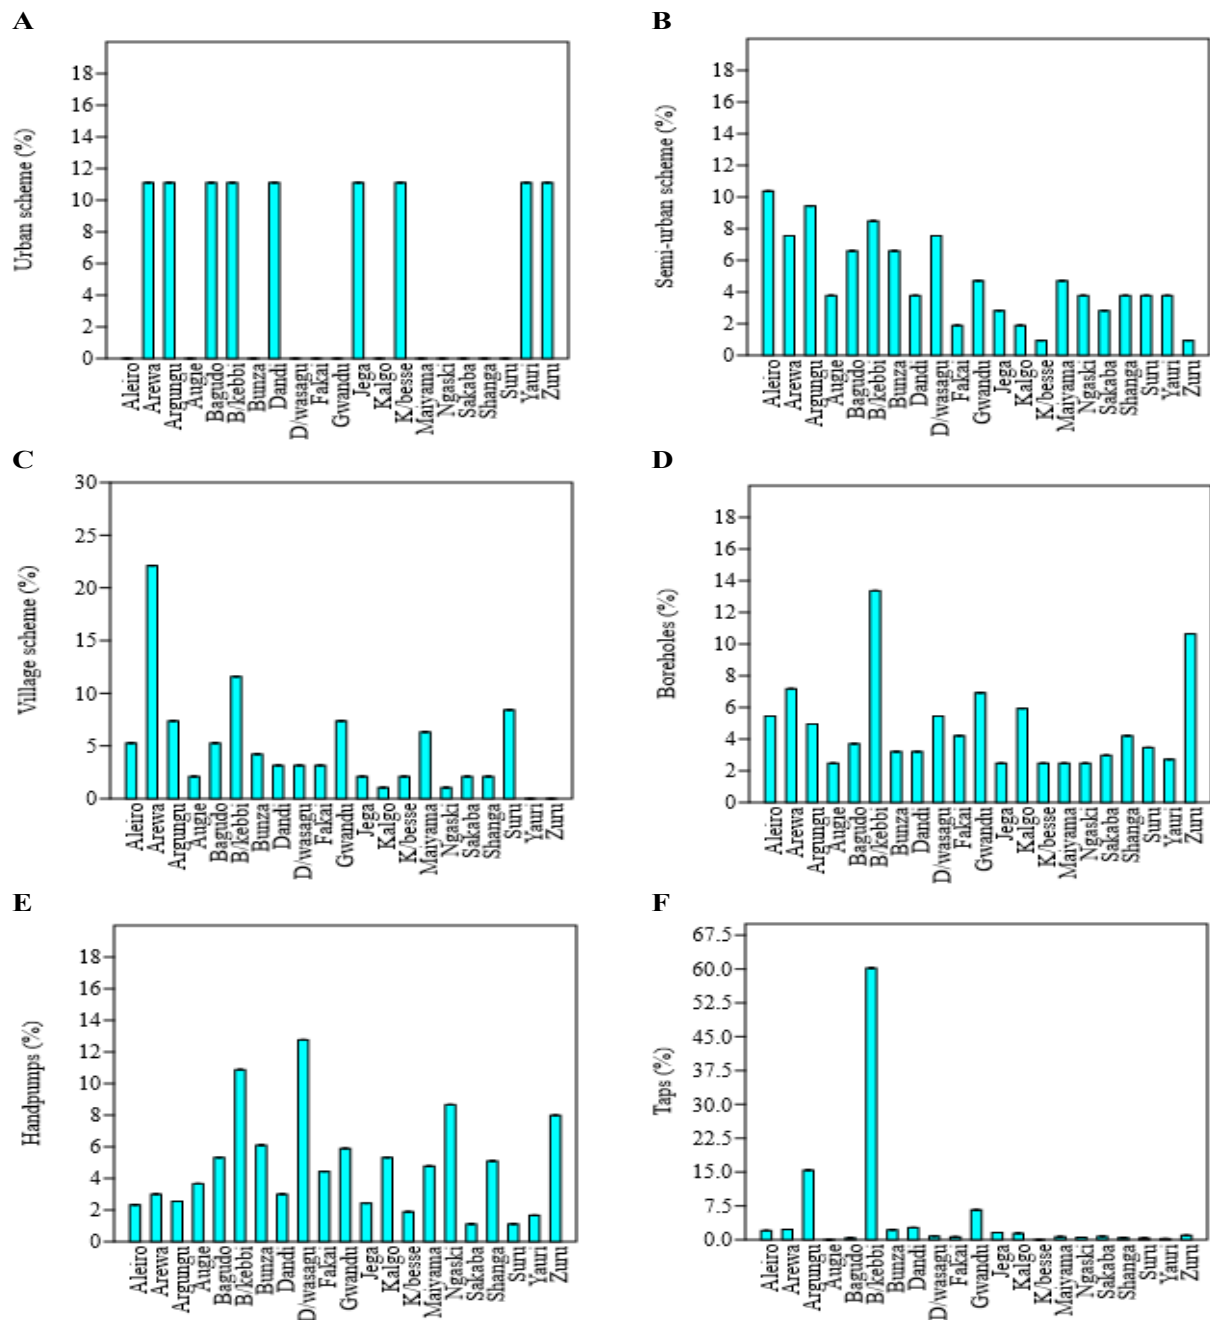 A
Urban scheme (%)
18
16
14
12
10
8
6
4
2
0
Aleiro
Arewa
Argungu
Augie
Bagudo
B/kebbi
Bunza
Dandi
D/wasagu
Fakai
Gwandu
Jega
Kalgo
K/besse
Maiyama
Ngaski
Sakaba
Shanga
Suru
Yauri
Zuru
B
Semi-urban scheme (%)
18
16
14
12
10
8
6
4
2
0
Aleiro
Arewa
Argungu
Augie
Bagudo
B/kebbi
Bunza
Dandi
D/wasagu
Fakai
Gwandu
Jega
Kalgo
K/besse
Maiyama
Ngaski
Sakaba
Shanga
Suru
Yauri
Zuru
C
Village scheme (%)
30
25
20
15
10
5
0
Aleiro
Arewa
Argungu
Augie
Bagudo
B/kebbi
Bunza
Dandi
D/wasagu
Fakai
Gwandu
Jega
Kalgo
K/besse
Maiyama
Ngaski
Sakaba
Shanga
Suru
Yauri
Zuru
D
Boreholes (%)
18
16
14
12
10
8
6
4
2
0
Aleiro
Arewa
Argungu
Augie
Bagudo
B/kebbi
Bunza
Dandi
D/wasagu
Fakai
Gwandu
Jega
Kalgo
K/besse
Maiyama
Ngaski
Sakaba
Shanga
Suru
Yauri
Zuru
E
Handpumps (%)
18
16
14
12
10
8
6
4
2
0
Aleiro
Arewa
Argungu
Augie
Bagudo
B/kebbi
Bunza
Dandi
D/wasagu
Fakai
Gwandu
Jega
Kalgo
K/besse
Maiyama
Ngaski
Sakaba
Shanga
Suru
Yauri
Zuru
F
Taps (%)
67.5
60.0
52.5
45.0
37.5
30.0
22.5
15.0
7.5
0.0
Aleiro
Arewa
Argungu
Augie
Bagudo
B/kebbi
Bunza
Dandi
D/wasagu
Fakai
Gwandu
Jega
Kalgo
K/besse
Maiyama
Ngaski
Sakaba
Shanga
Suru
Yauri
Zuru